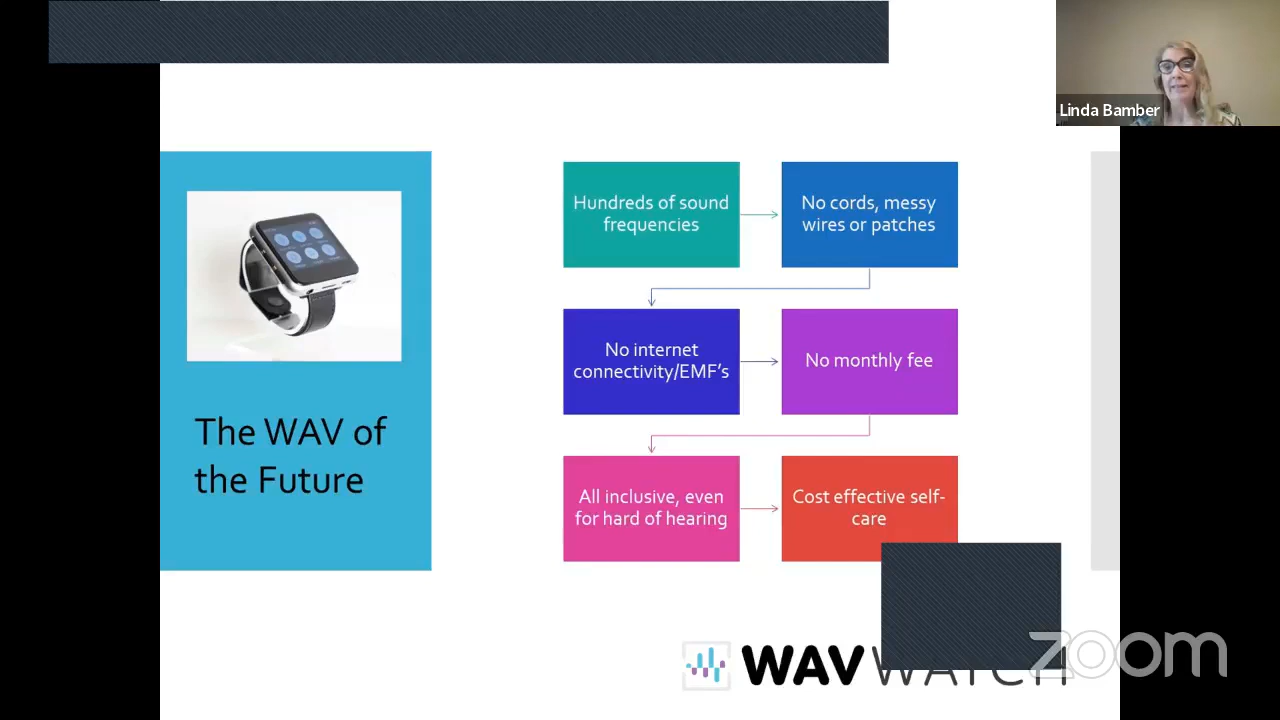 Linda Bamber
Hundreds of sound
frequencies
No cords, messy
wires or patches
No internet
connectivity/EMF's
No monthly fee
All inclusive, even
for hard of hearing
Cost effective self-
care
The WAV of
the Future
WAVWATCH
zoom